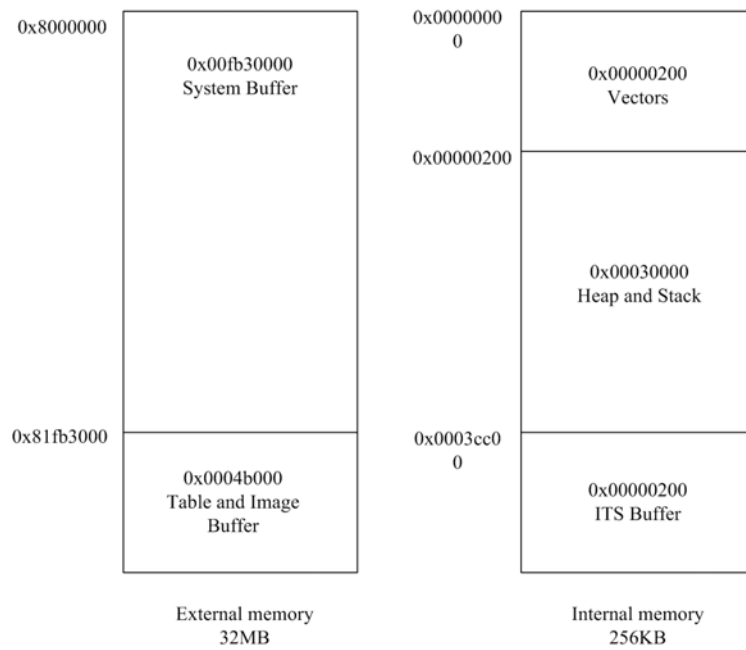 0x8000000
0x00fb30000
System Buffer
0x81fb3000
0x0004b000
Table and Image
Buffer
External memory
32MB
0x0000000
0
0x00000200
Vectors
0x00000200
0x00030000
Heap and Stack
0x0003cc0
0
0x00000200
ITS Buffer
Internal memory
256KB